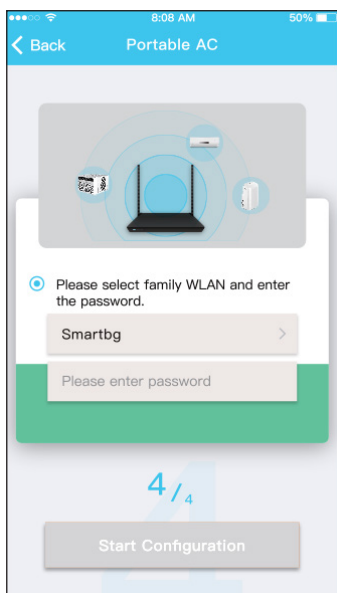 8:08 AM
50%
Back
Portable AC
Please select family WLAN and enter
the password.
Smartbg
Please enter password
4/4
4
Start Configuration